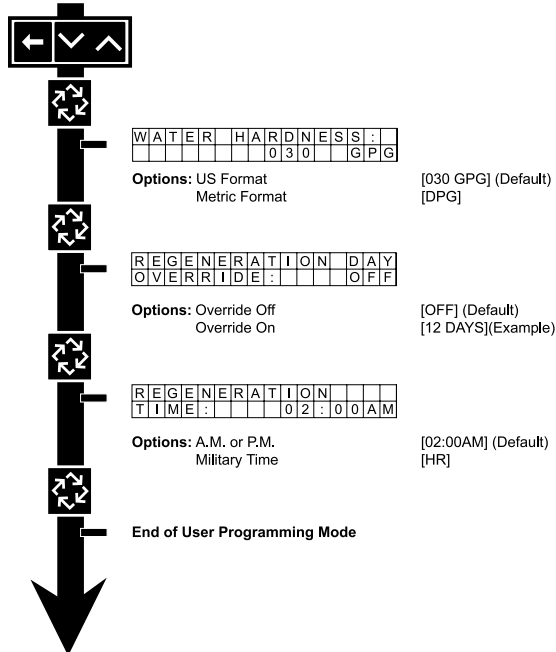 WATER HARDNESS:
030 GPG
Options: US Format [030 GPG] (Default)
Metric Format [DPG]
REGENERATION DAY
OVERRIDE: OFF
Options: Override Off [OFF] (Default)
Override On [12 DAYS](Example)
REGENERATION
TIME: 02:00AM
Options: A.M. or P.M. [02:00AM] (Default)
Military Time [HR]
End of User Programming Mode